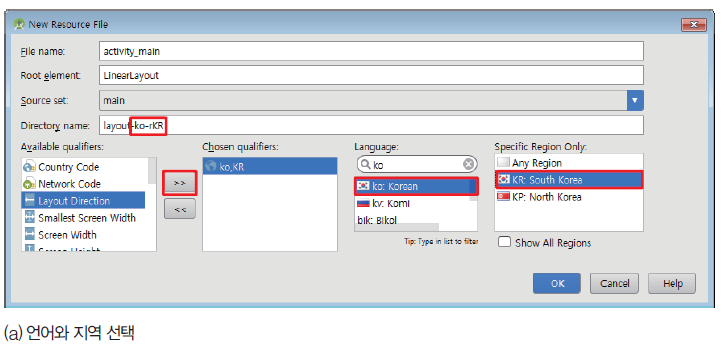 New Resource File
File name: activity_main
Root element: LinearLayout
Source set: main
Directory name: layout-ko-rKR
Available qualifiers: Chosen qualifiers: Language: Specific Region Only:
Country Code
Network Code
Layout Direction
Smallest Screen Width
Screen Width
Screen Height
>>
<<
ko,KR
ko
ko: Korean
kv: Komi
bik: Bikol
Tip: Type in list to filter
Any Region
KR: South Korea
KP: North Korea
Show All Regions
OK Cancel Help
(a) 언어와 지역 선택